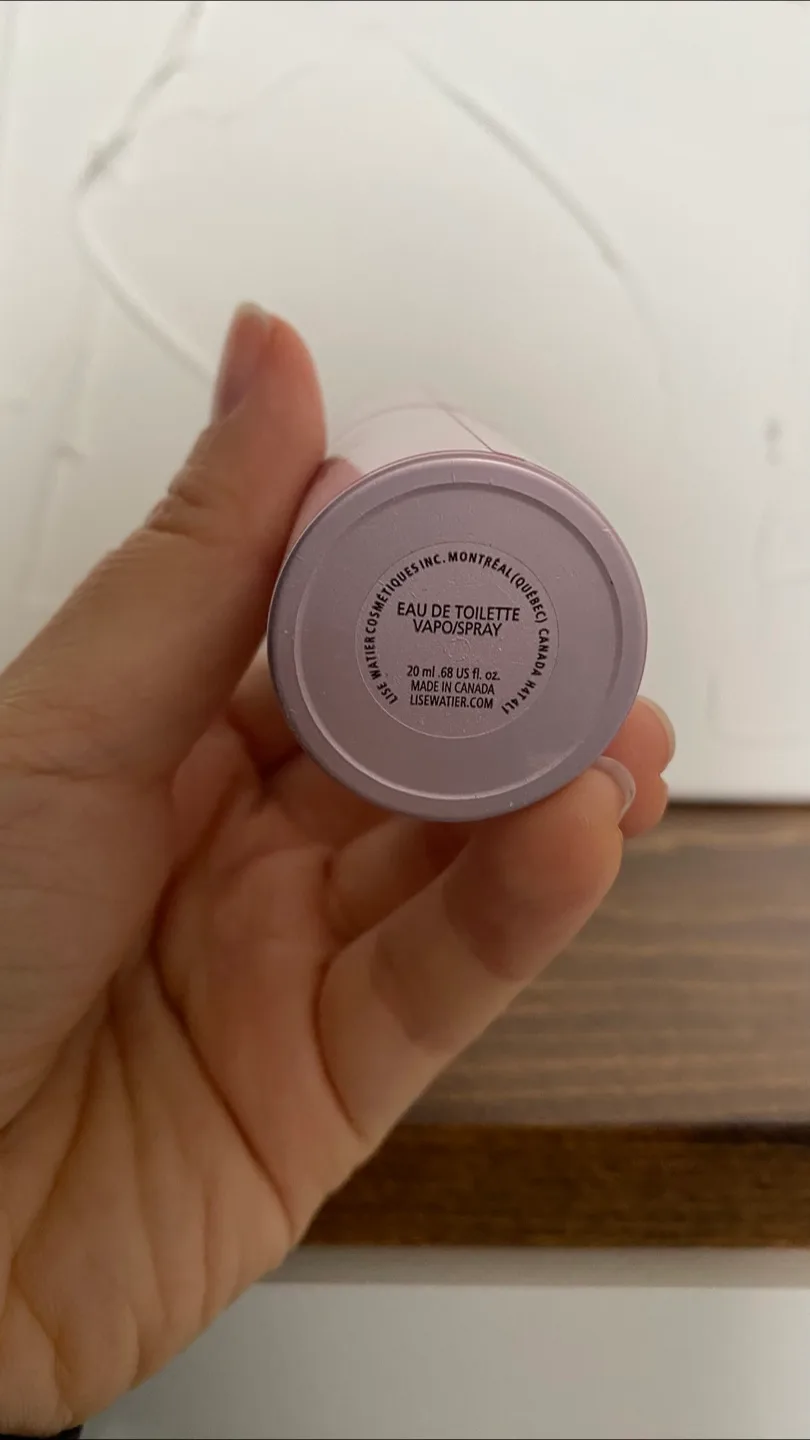 LISE WATIER COSMÉTIQUES INC. MONTRÉAL (QUÉBEC) CANADA H4T 4L1
EAU DE TOILETTE
VAPO/SPRAY
20 ml .68 US fl. oz.
MADE IN CANADA
LISEWATIER.COM